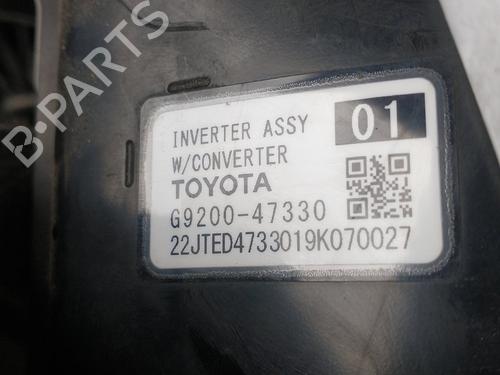 B-PARTS
01
INVERTER ASSY
W/CONVERTER
TOYOTA
G9200-47330
22JTED4733019K070027